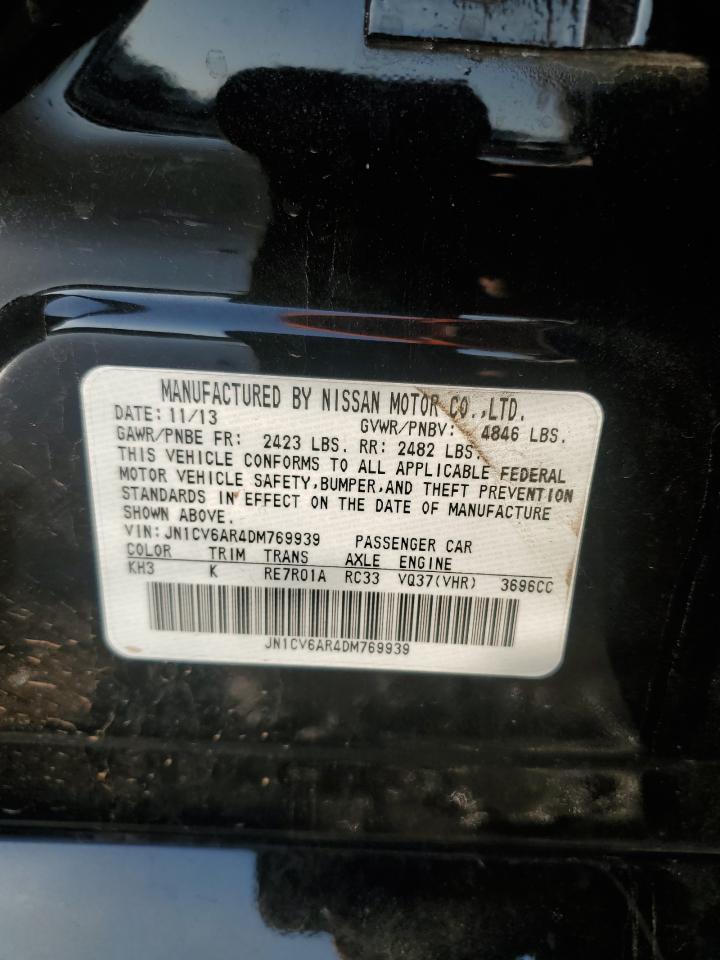 MANUFACTURED BY NISSAN MOTOR CO.,LTD.
DATE: 11/13 GVWR/PNBV: 4846 LBS.
GAWR/PNBE FR: 2423 LBS. RR: 2482 LBS.
THIS VEHICLE CONFORMS TO ALL APPLICABLE FEDERAL
MOTOR VEHICLE SAFETY,BUMPER,AND THEFT PREVENTION
STANDARDS IN EFFECT ON THE DATE OF MANUFACTURE
SHOWN ABOVE.
VIN:JN1CV6AR4DM769939 PASSENGER CAR
COLOR TRIM TRANS AXLE ENGINE
KH3 K RE7R01A RC33 VQ37(VHR) 3696CC
JN1CV6AR4DM769939